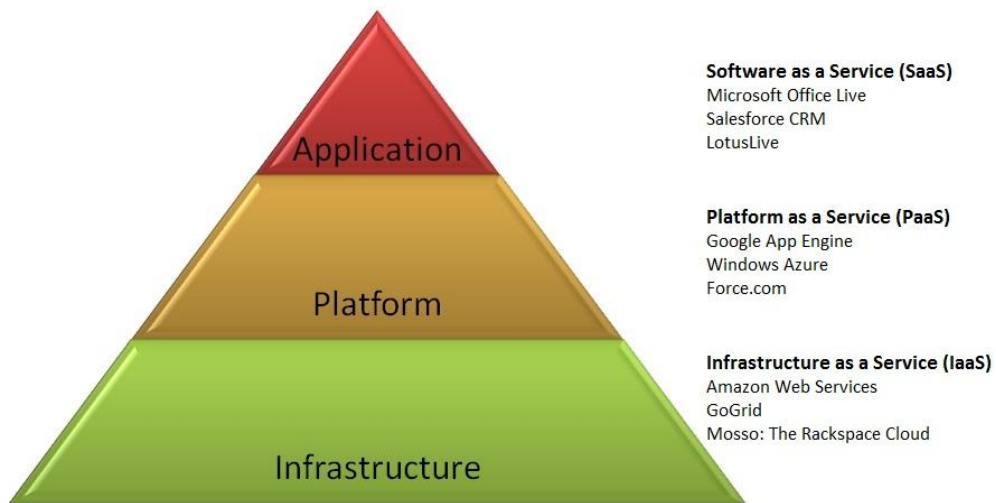 Application
Software as a Service (SaaS)
Microsoft Office Live
Salesforce CRM
LotusLive
Platform
Platform as a Service (PaaS)
Google App Engine
Windows Azure
Force.com
Infrastructure
Infrastructure as a Service (IaaS)
Amazon Web Services
GoGrid
Mosso: The Rackspace Cloud